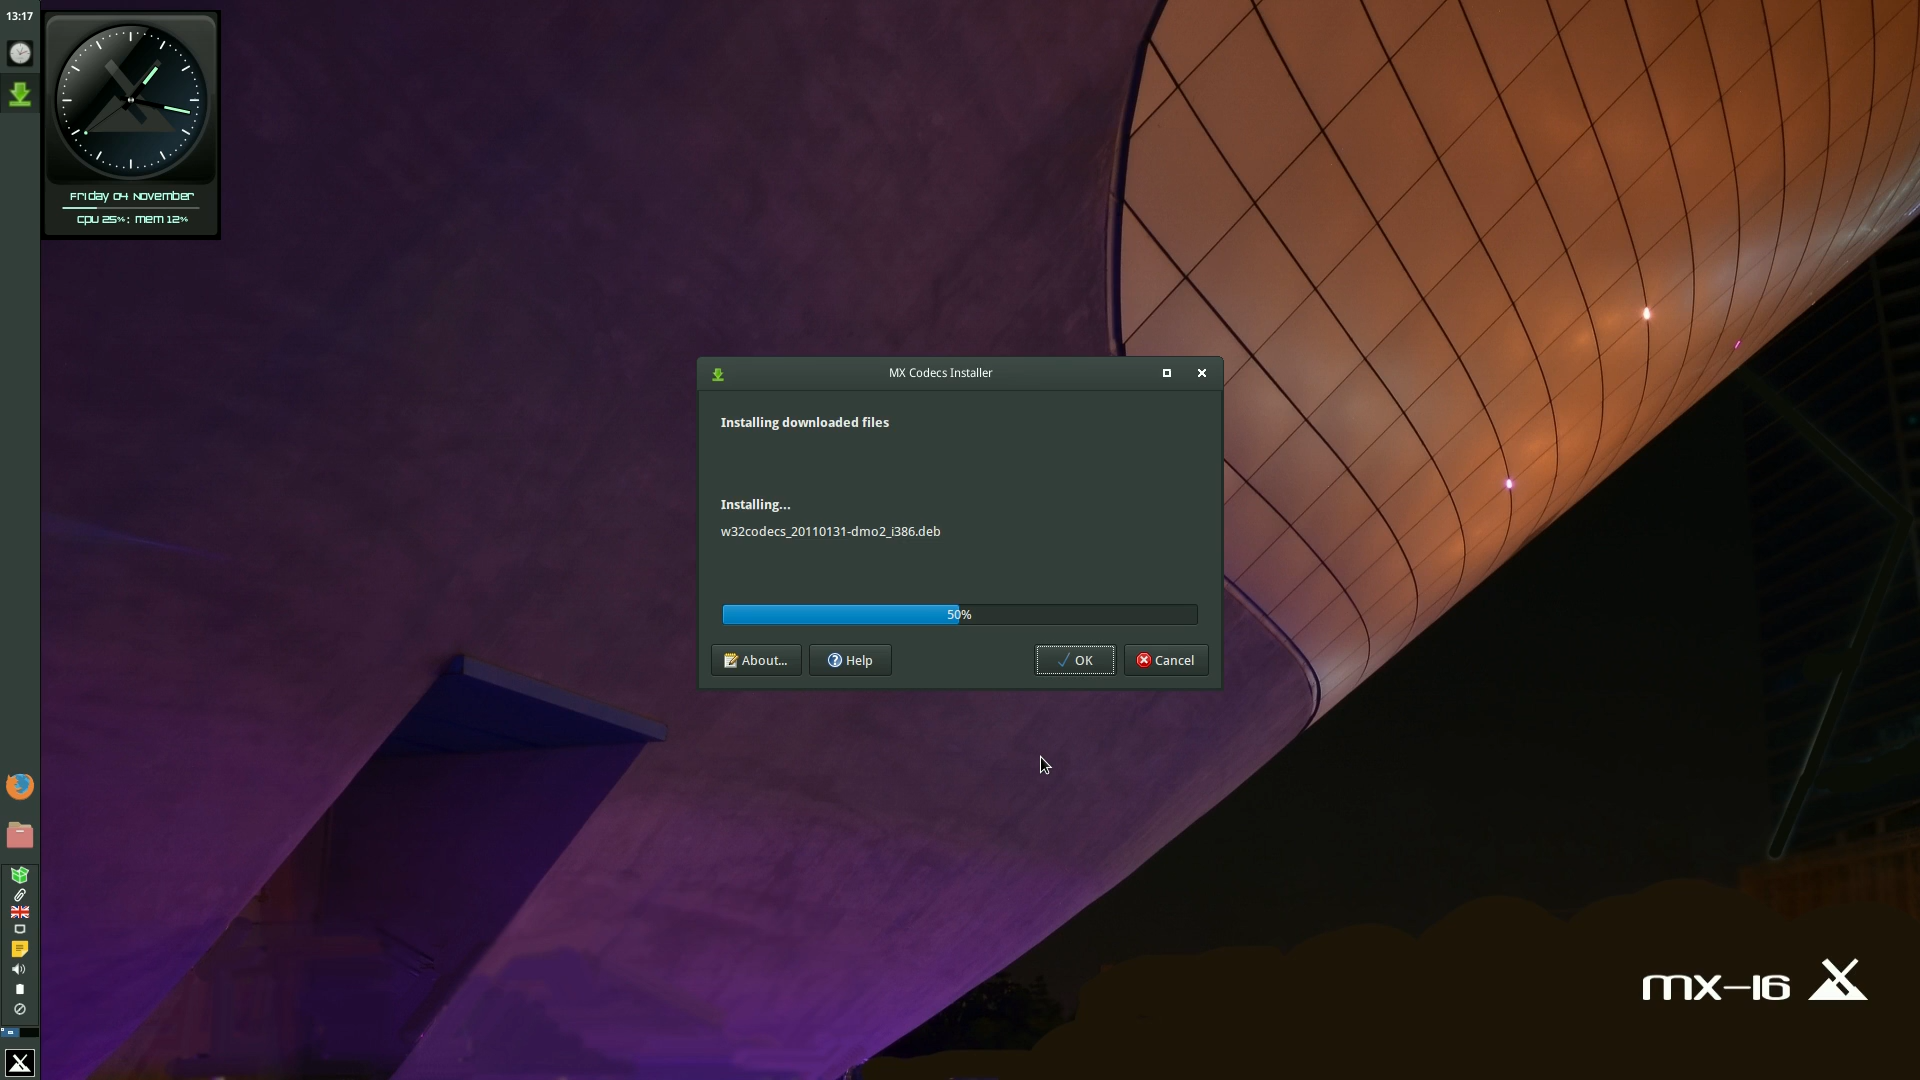 13:17
Friday 04 November
cpu 25%: mem 12%
MX Codecs Installer
Installing downloaded files
Installing...
w32codecs_20110131-dmo2_i386.deb
50%
About...
Help
OK
Cancel
mx-16